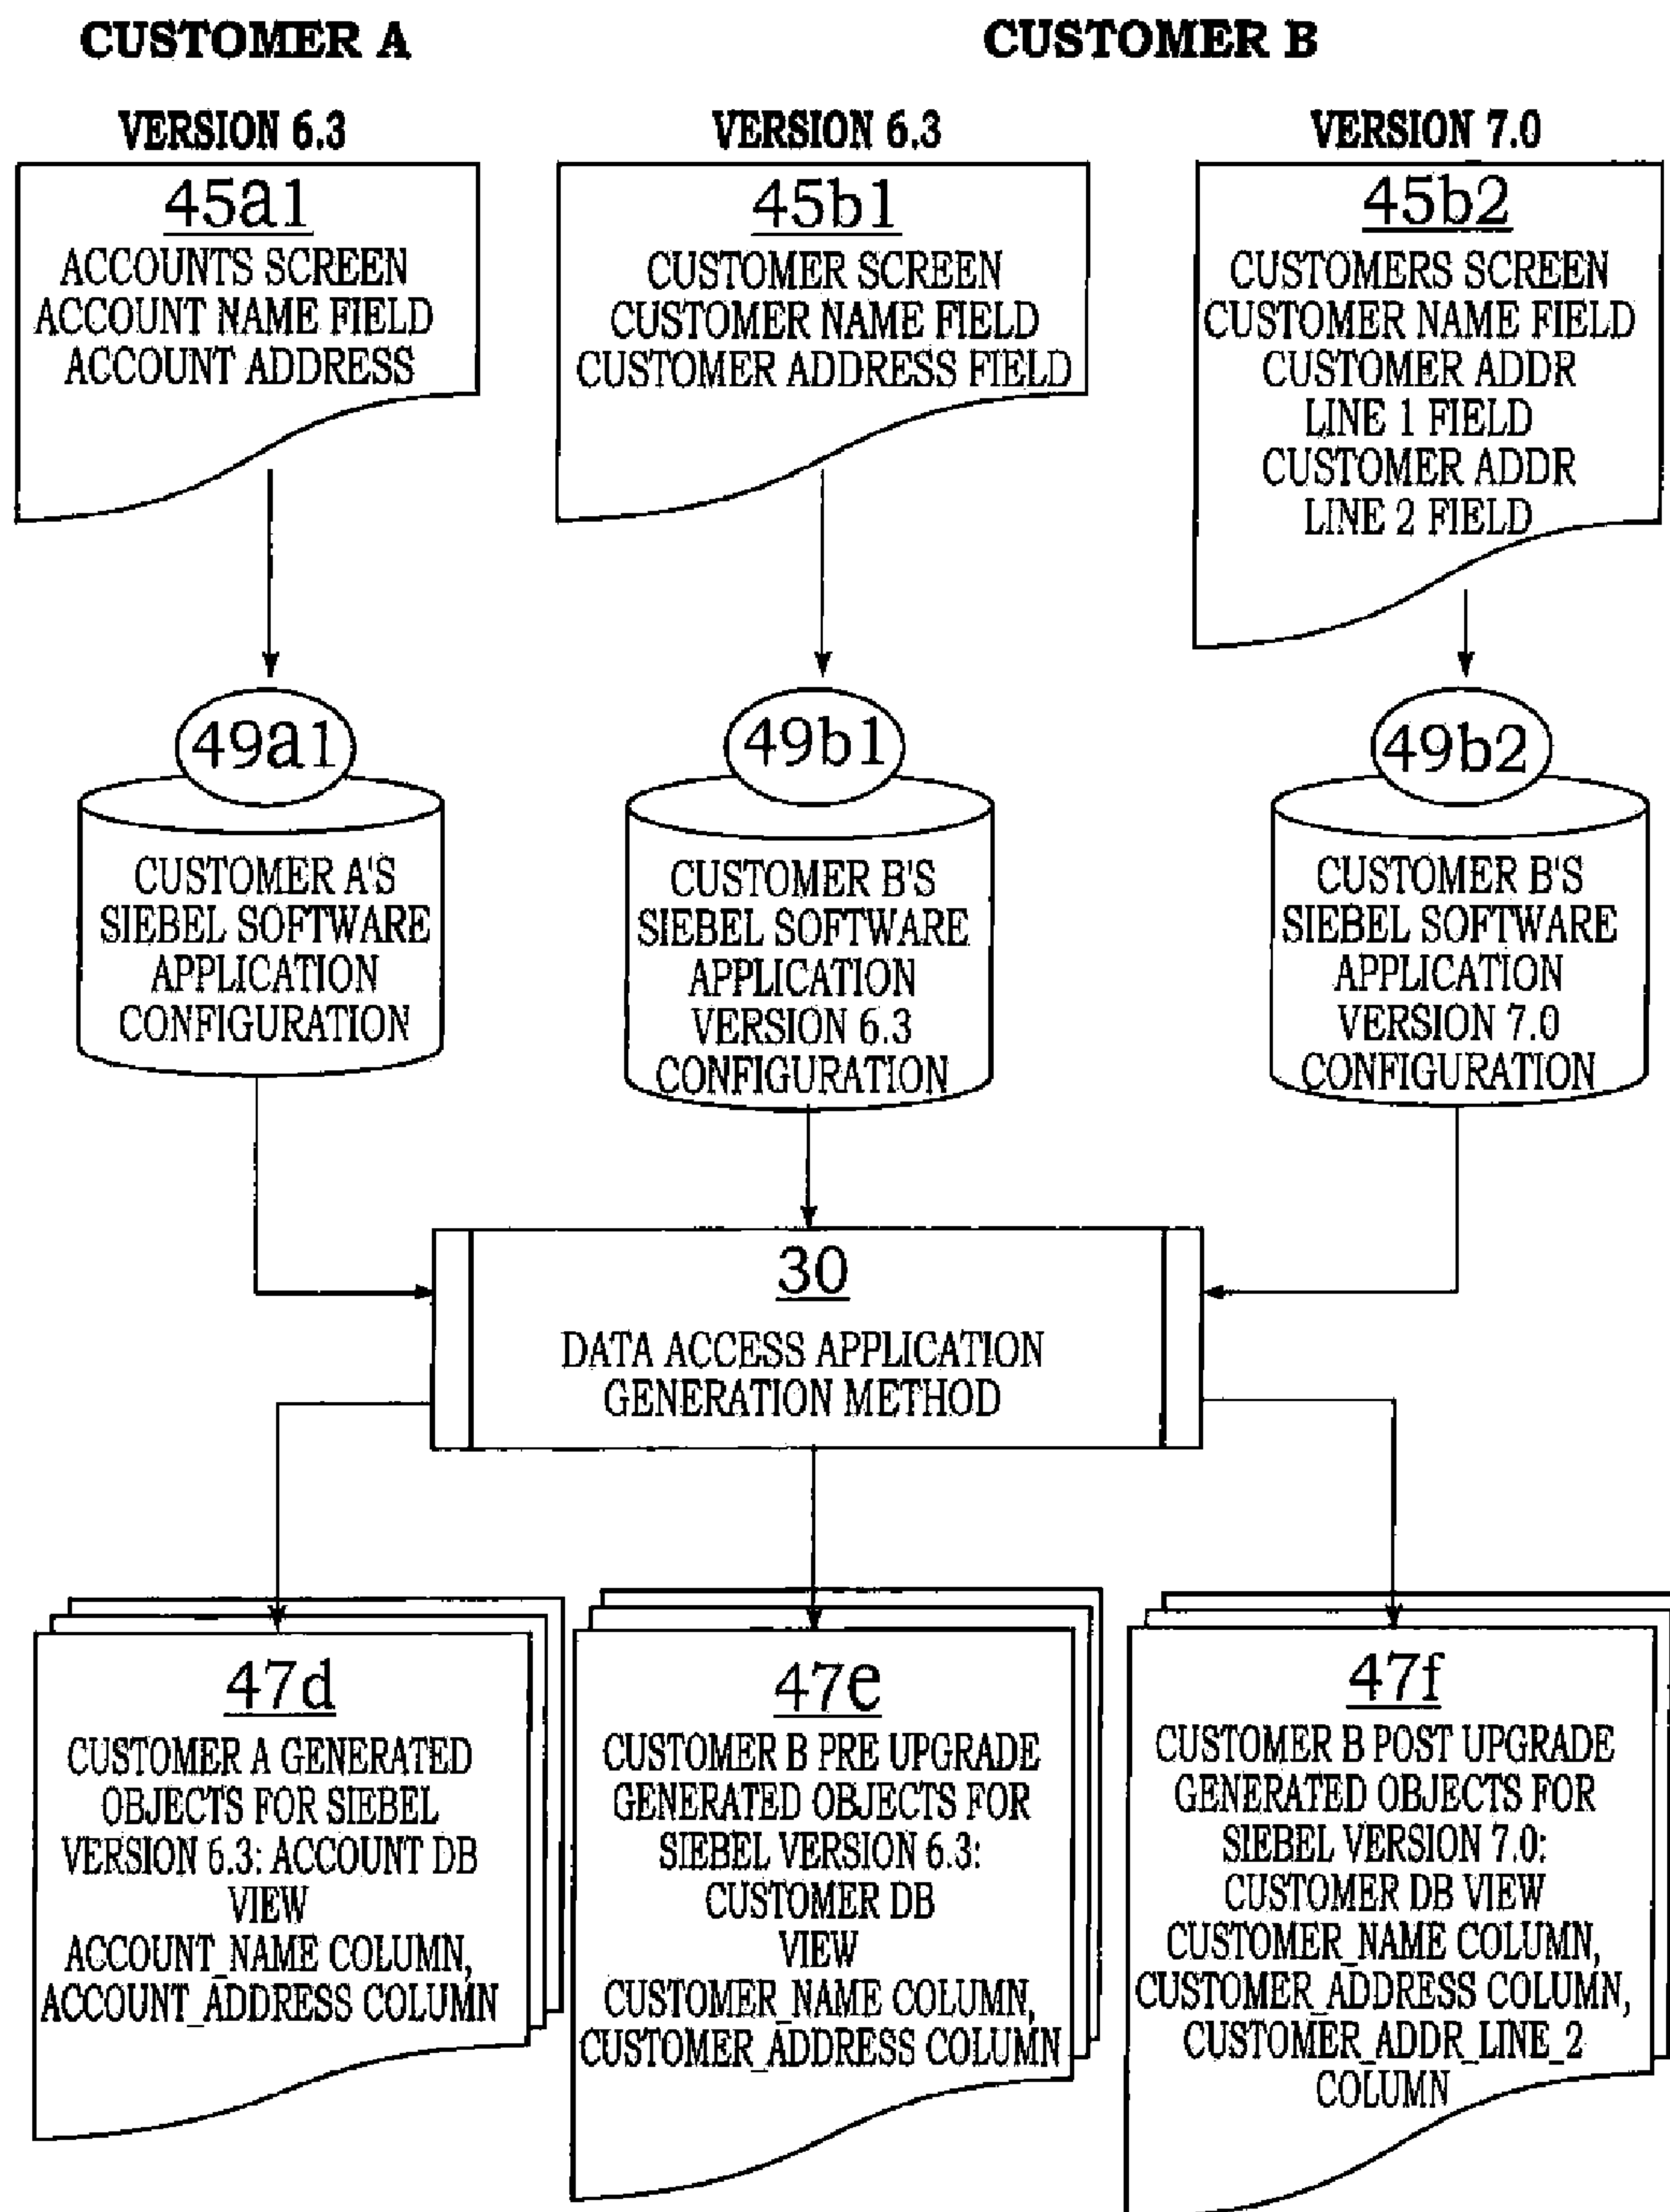 CUSTOMER A
CUSTOMER B
VERSION 6.3
VERSION 6.3
VERSION 7.0
45a1
ACCOUNTS SCREEN
ACCOUNT NAME FIELD
ACCOUNT ADDRESS
45b1
CUSTOMER SCREEN
CUSTOMER NAME FIELD
CUSTOMER ADDRESS FIELD
45b2
CUSTOMERS SCREEN
CUSTOMER NAME FIELD
CUSTOMER ADDR
LINE 1 FIELD
CUSTOMER ADDR
LINE 2 FIELD
49a1
CUSTOMER A'S
SIEBEL SOFTWARE
APPLICATION
CONFIGURATION
49b1
CUSTOMER B'S
SIEBEL SOFTWARE
APPLICATION
VERSION 6.3
CONFIGURATION
49b2
CUSTOMER B'S
SIEBEL SOFTWARE
APPLICATION
VERSION 7.0
CONFIGURATION
30
DATA ACCESS APPLICATION
GENERATION METHOD
47d
CUSTOMER A GENERATED
OBJECTS FOR SIEBEL
VERSION 6.3: ACCOUNT DB
VIEW
ACCOUNT_NAME COLUMN,
ACCOUNT_ADDRESS COLUMN
47e
CUSTOMER B PRE UPGRADE
GENERATED OBJECTS FOR
SIEBEL VERSION 6.3:
CUSTOMER DB
VIEW
CUSTOMER_NAME COLUMN,
CUSTOMER_ADDRESS COLUMN
47f
CUSTOMER B POST UPGRADE
GENERATED OBJECTS FOR
SIEBEL VERSION 7.0:
CUSTOMER DB VIEW
CUSTOMER_NAME COLUMN,
CUSTOMER_ADDRESS COLUMN,
CUSTOMER_ADDR_LINE_2
COLUMN